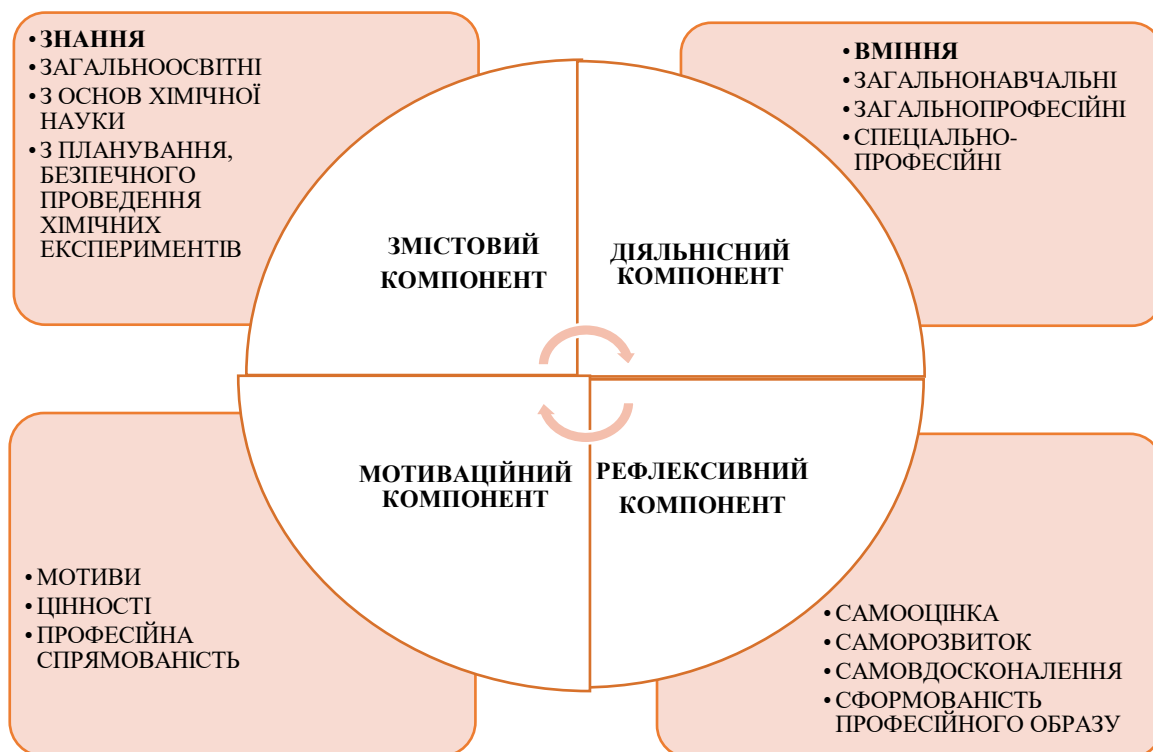 • ЗНАННЯ
• ЗАГАЛЬНООСВІТНІ
• З ОСНОВ ХІМІЧНОЇ
НАУКИ
• З ПЛАНУВАННЯ,
БЕЗПЕЧНОГО
ПРОВЕДЕННЯ
ХІМІЧНИХ
ЕКСПЕРИМЕНТІВ
• ВМІННЯ
• ЗАГАЛЬНОНАВЧАЛЬНІ
• ЗАГАЛЬНОПРОФЕСІЙНІ
• СПЕЦІАЛЬНО-
ПРОФЕСІЙНІ
ЗМІСТОВИЙ
КОМПОНЕНТ
ДІЯЛЬНІСНИЙ
КОМПОНЕНТ
МОТИВАЦІЙНИЙ
КОМПОНЕНТ
РЕФЛЕКСИВНИЙ
КОМПОНЕНТ
• МОТИВИ
• ЦІННОСТІ
• ПРОФЕСІЙНА
СПРЯМОВАНІСТЬ
• САМООЦІНКА
• САМОРОЗВИТОК
• САМОВДОСКОНАЛЕННЯ
• СФОРМОВАНІСТЬ
ПРОФЕСІЙНОГО ОБРАЗУ